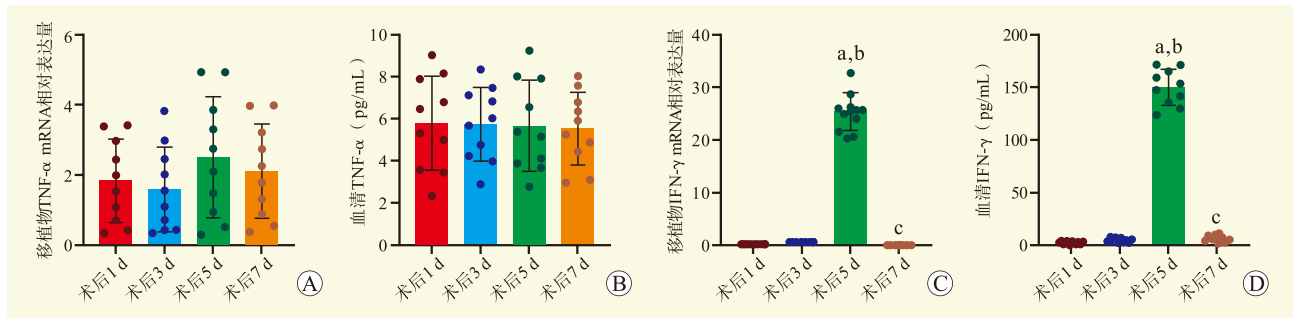 移植物TNF-α mRNA相对表达量
6
4
2
0
术后1 d
术后3 d
术后5 d
术后7 d
A
血清TNF-α（pg/mL）
10
8
6
4
2
0
术后1 d
术后3 d
术后5 d
术后7 d
B
移植物IFN-γ mRNA相对表达量
40
30
20
10
0
a,b
c
术后1 d
术后3 d
术后5 d
术后7 d
C
血清IFN-γ（pg/mL）
200
150
100
50
0
a,b
c
术后1 d
术后3 d
术后5 d
术后7 d
D